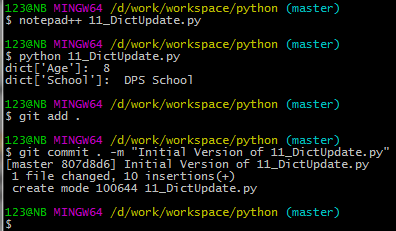 123@NB MINGW64 /d/work/workspace/python (master)
$ notepad++ 11_DictUpdate.py
123@NB MINGW64 /d/work/workspace/python (master)
$ python 11_DictUpdate.py
dict['Age']:  8
dict['School']:  DPS School
123@NB MINGW64 /d/work/workspace/python (master)
$ git add .
123@NB MINGW64 /d/work/workspace/python (master)
$ git commit . -m "Initial Version of 11_DictUpdate.py"
[master 807d8d6] Initial Version of 11_DictUpdate.py
 1 file changed, 10 insertions(+)
 create mode 100644 11_DictUpdate.py
123@NB MINGW64 /d/work/workspace/python (master)
$